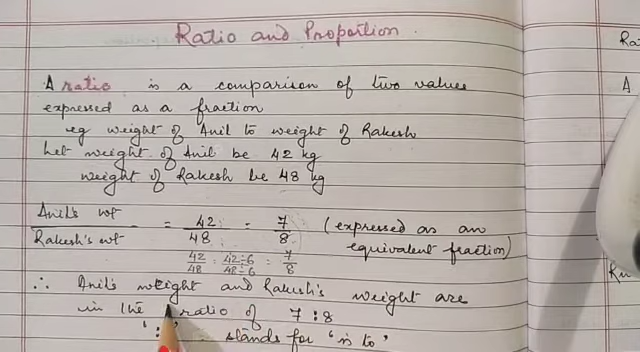 Ratio and Proportion
A ratio is a comparison of two values
expressed as a fraction
eg weight of Anil to weight of Rakesh
Let weight of Anil be 42 kg
weight of Rakesh be 48 kg
Anil's wt / Rakesh's wt = 42/48 = 7/8 (expressed as an
equivalent fraction)
42/48 = 42÷6/48÷6 = 7/8
∴ Anil's weight and Rakesh's weight are
in the ratio of 7:8
':' stands for 'is to'